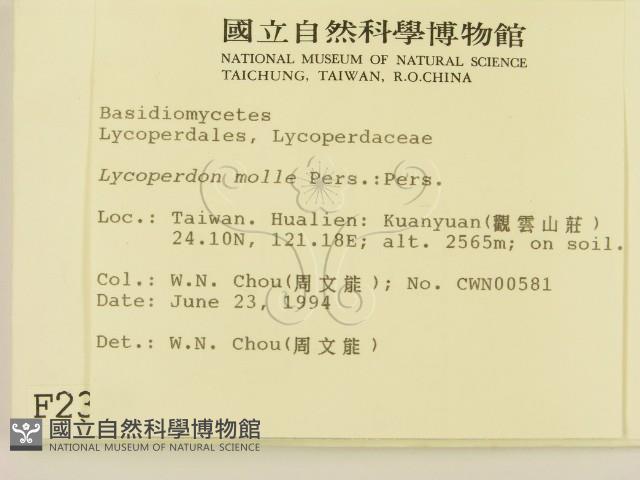 國立自然科學博物館
NATIONAL MUSEUM OF NATURAL SCIENCE
TAICHUNG, TAIWAN, R.O.CHINA
Basidiomycetes
Lycoperdales, Lycoperdaceae
Lycoperdon molle Pers.:Pers.
Loc.: Taiwan. Hualien: Kuanyuan(觀雲山莊)
24.10N, 121.18E; alt. 2565m; on soil.
Col.: W.N. Chou(周文能); No. CWN00581
Date: June 23, 1994
Det.: W.N. Chou(周文能)
F23
國立自然科學博物館
NATIONAL MUSEUM OF NATURAL SCIENCE